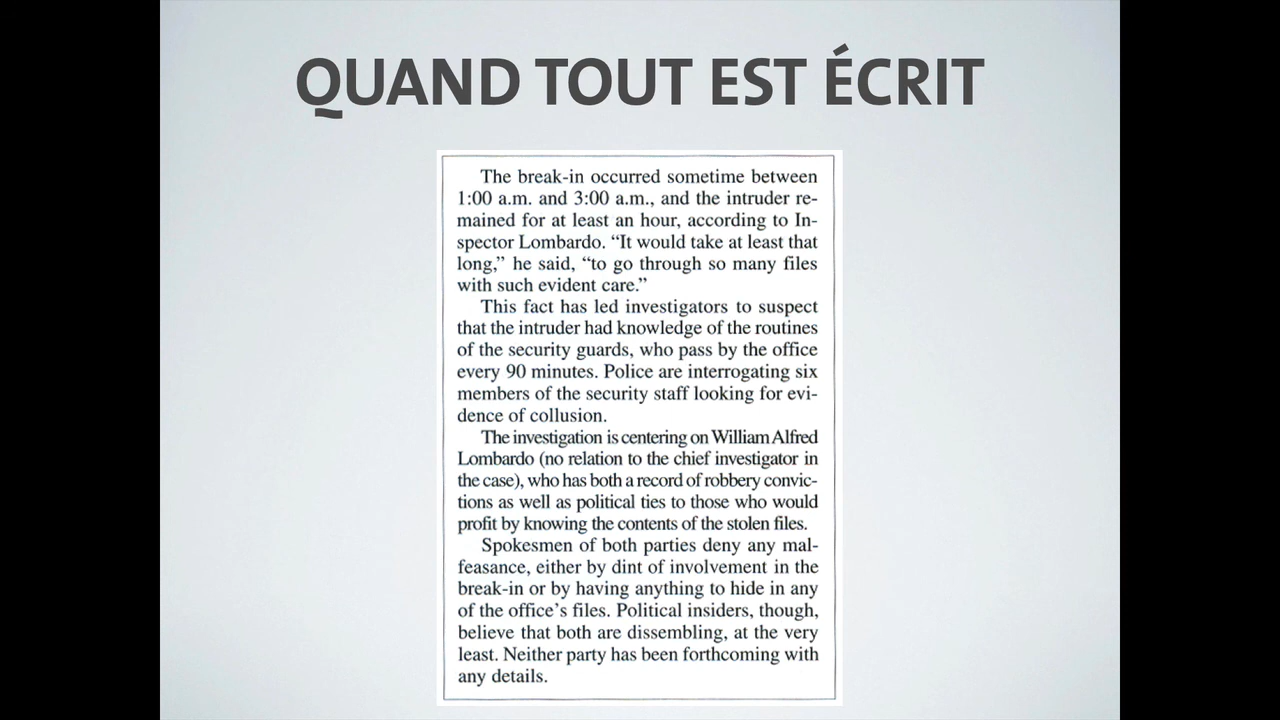 QUAND TOUT EST ÉCRIT
The break-in occurred sometime between
1:00 a.m. and 3:00 a.m., and the intruder re-
mained for at least an hour, according to In-
spector Lombardo. “It would take at least that
long,” he said, “to go through so many files
with such evident care.”
This fact has led investigators to suspect
that the intruder had knowledge of the routines
of the security guards, who pass by the office
every 90 minutes. Police are interrogating six
members of the security staff looking for evi-
dence of collusion.
The investigation is centering on William Alfred
Lombardo (no relation to the chief investigator in
the case), who has both a record of robbery convic-
tions as well as political ties to those who would
profit by knowing the contents of the stolen files.
Spokesmen of both parties deny any mal-
feasance, either by dint of involvement in the
break-in or by having anything to hide in any
of the office’s files. Political insiders, though,
believe that both are dissembling, at the very
least. Neither party has been forthcoming with
any details.